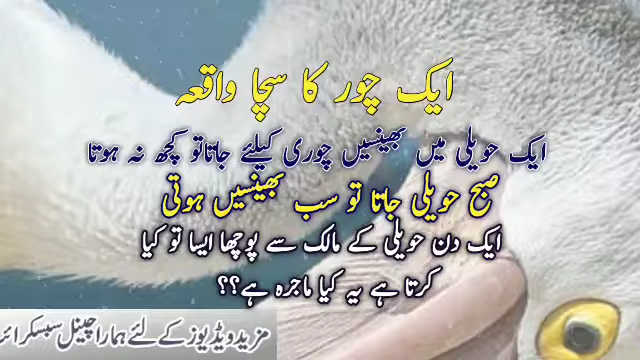 ایک چور کا سچا واقعہ
ایک حویلی میں بھینسیں چوری کیلئے جاتا تو کچھ نہ ہوتا
صبح حویلی جاتا تو سب بھینسیں ہوتی
ایک دن حویلی کے مالک سے پوچھا ایسا تو کیا
کرتا ہے یہ کیا ماجرہ ہے؟؟
مزید ویڈیوز کے لئے ہمارا چینل سبسکرائ